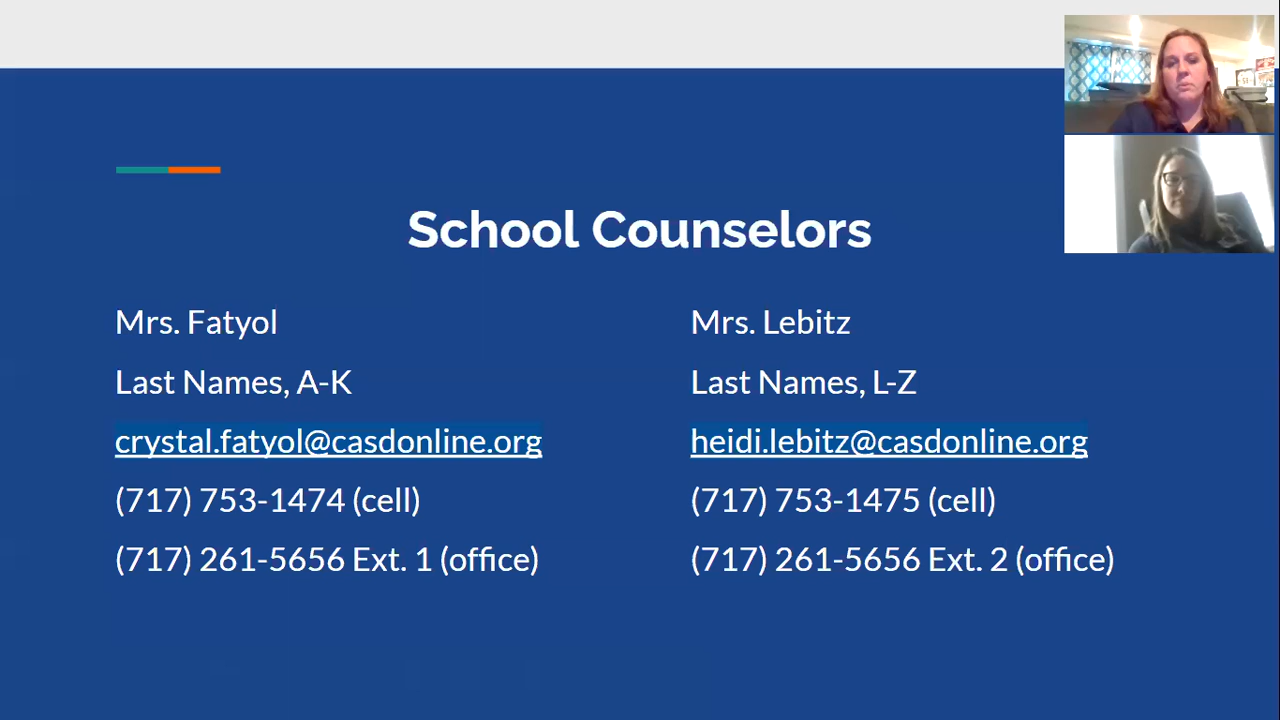 School Counselors
Mrs. Fatyol
Last Names, A-K
crystal.fatyol@casdonline.org
(717) 753-1474 (cell)
(717) 261-5656 Ext. 1 (office)
Mrs. Lebitz
Last Names, L-Z
heidi.lebitz@casdonline.org
(717) 753-1475 (cell)
(717) 261-5656 Ext. 2 (office)